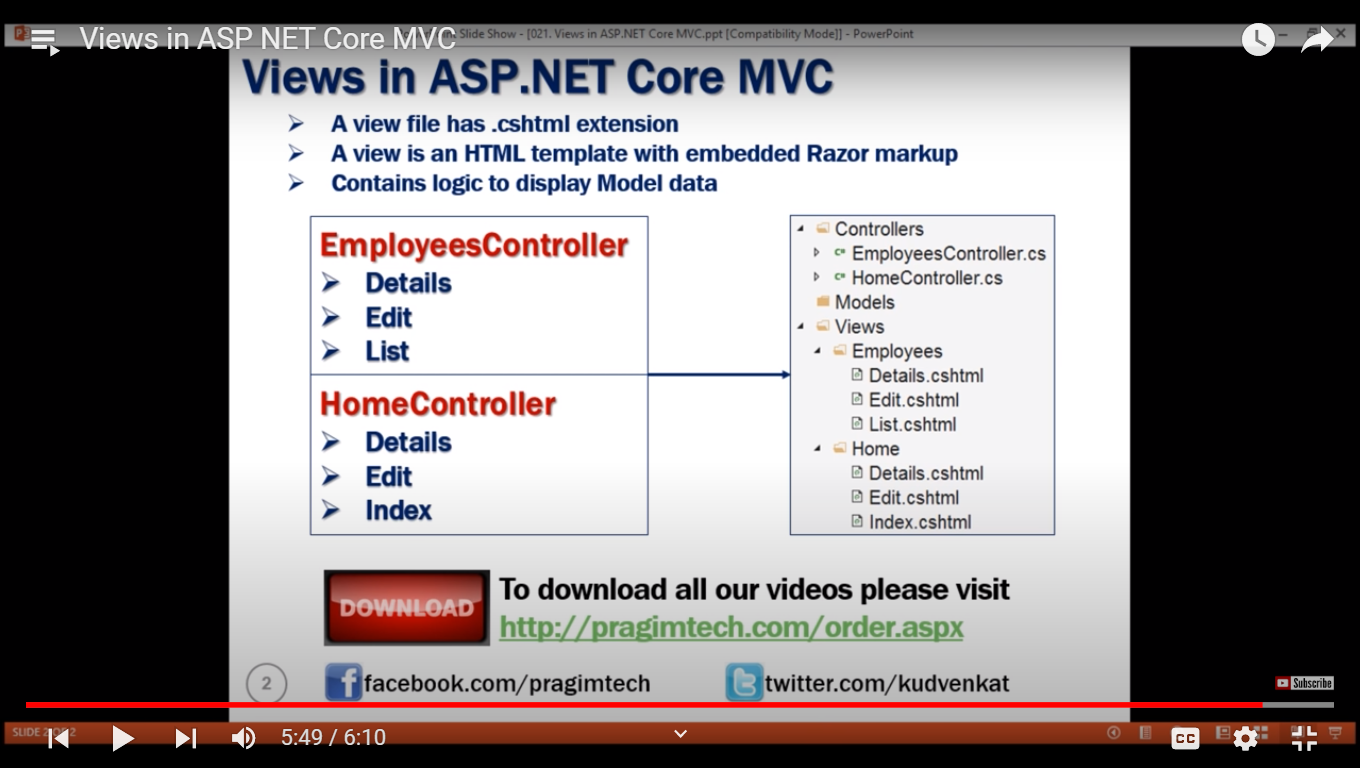 Views in ASP NET Core MVC
Slide Show - [021. Views in ASP.NET Core MVC.ppt [Compatibility Mode]] - PowerPoint
Views in ASP.NET Core MVC
A view file has .cshtml extension
A view is an HTML template with embedded Razor markup
Contains logic to display Model data
EmployeesController
Details
Edit
List
HomeController
Details
Edit
Index
Controllers
C# EmployeesController.cs
C# HomeController.cs
Models
Views
Employees
Details.cshtml
Edit.cshtml
List.cshtml
Home
Details.cshtml
Edit.cshtml
Index.cshtml
DOWNLOAD
To download all our videos please visit
http://pragimtech.com/order.aspx
2
facebook.com/pragimtech
twitter.com/kudvenkat
Subscribe
SLIDE 2 OF 2
5:49 / 6:10
CC